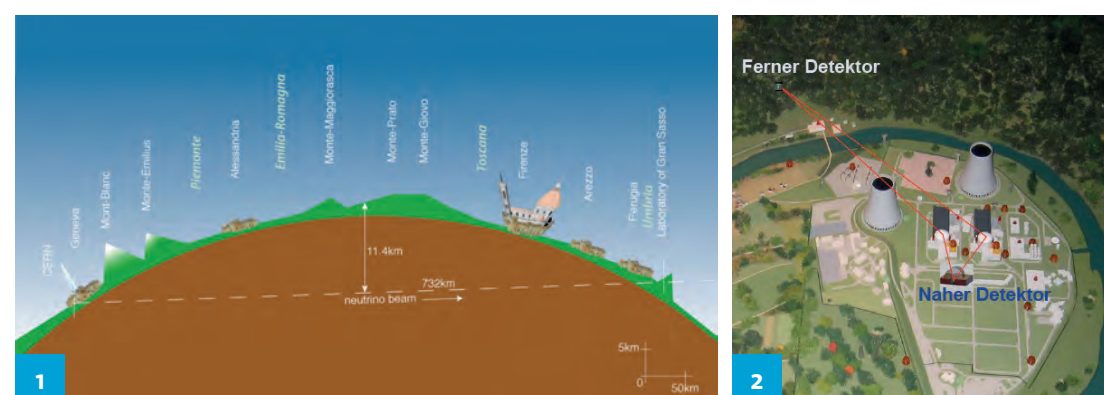 CERN
Geneva
Mont-Blanc
Monte-Emilius
Piemonte
Alessandria
Emilia-Romagna
Monte-Maggiorasca
Monte-Prato
Monte-Giovo
Toscana
Firenze
Arezzo
Perugia
Umbria
Laboratory of Gran Sasso
11.4km
732km
neutrino beam
5km
0
50km
1
Ferner Detektor
Naher Detektor
2